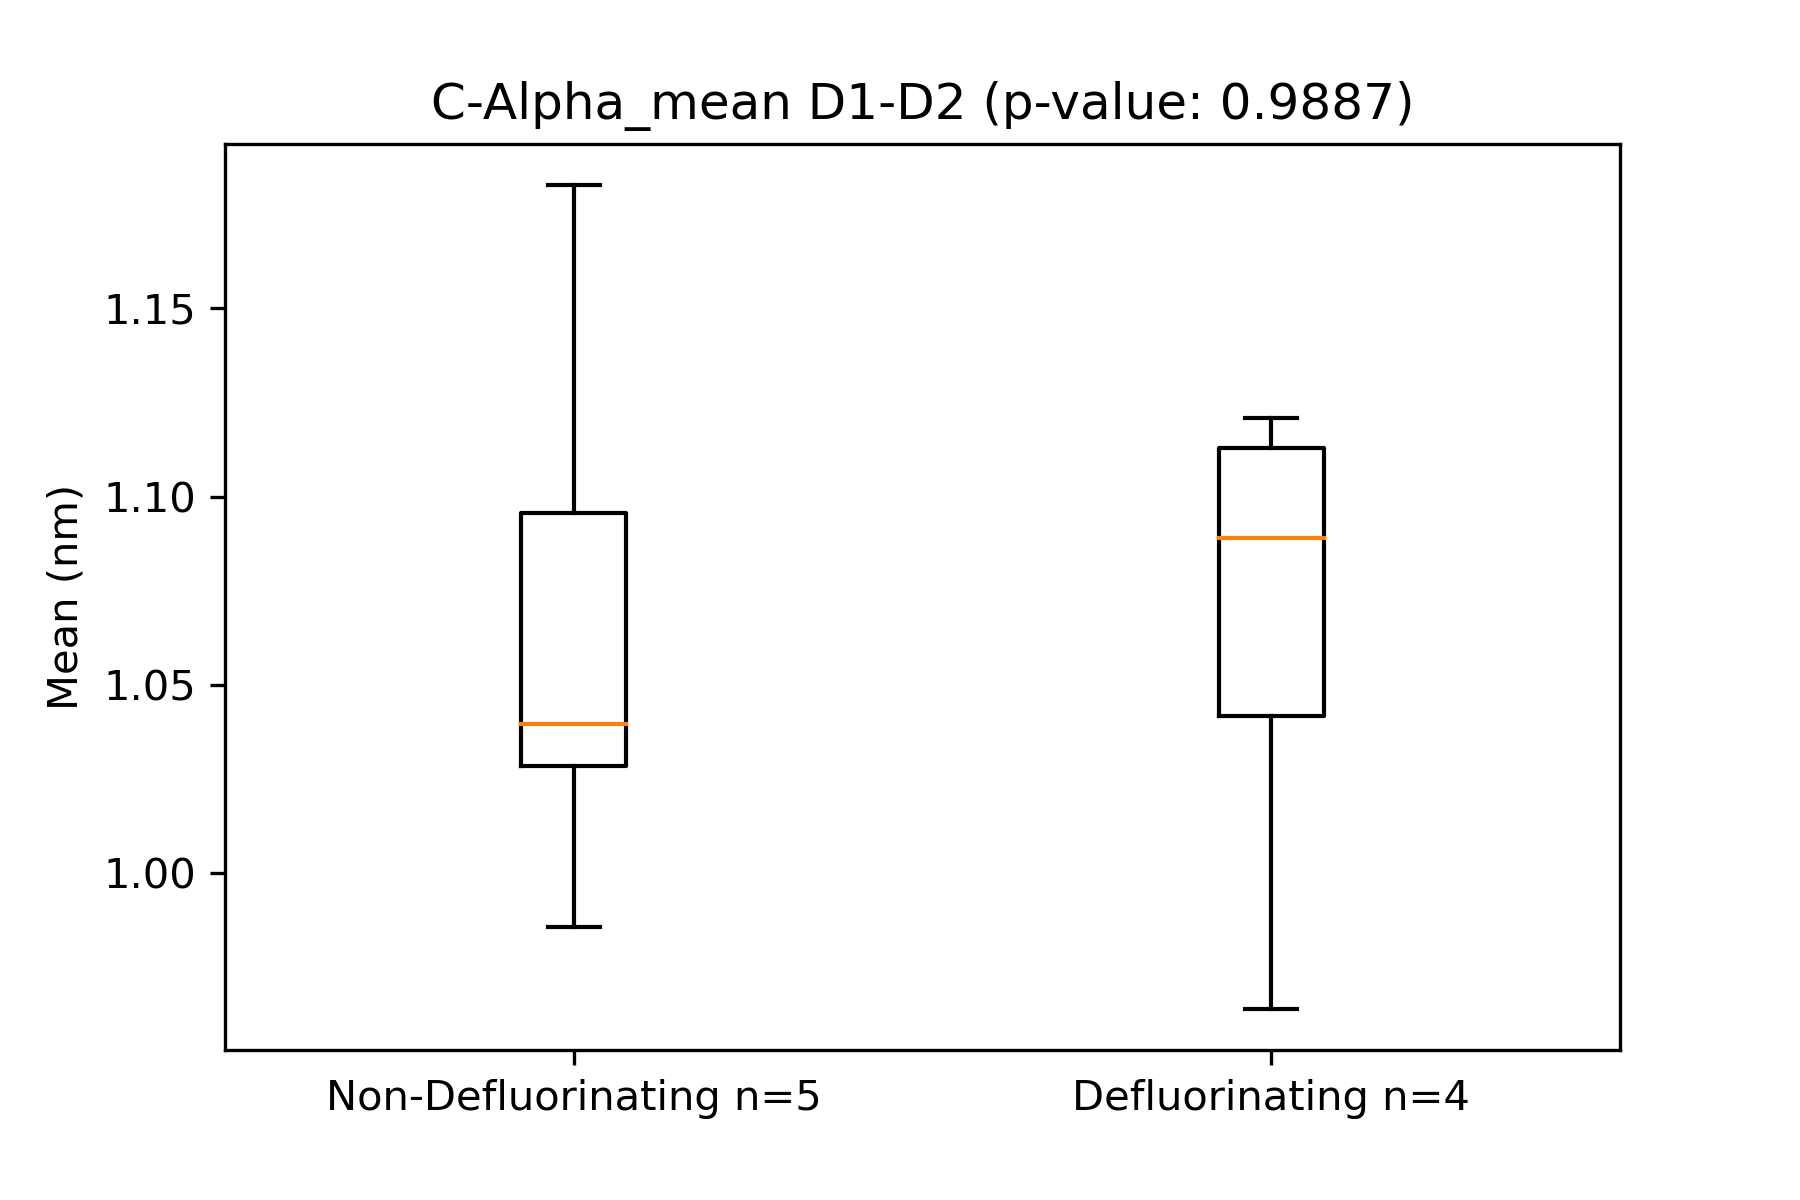 C-Alpha_mean D1-D2 (p-value: 0.9887)
Mean (nm)
1.15
1.10
1.05
1.00
Non-Defluorinating n=5
Defluorinating n=4